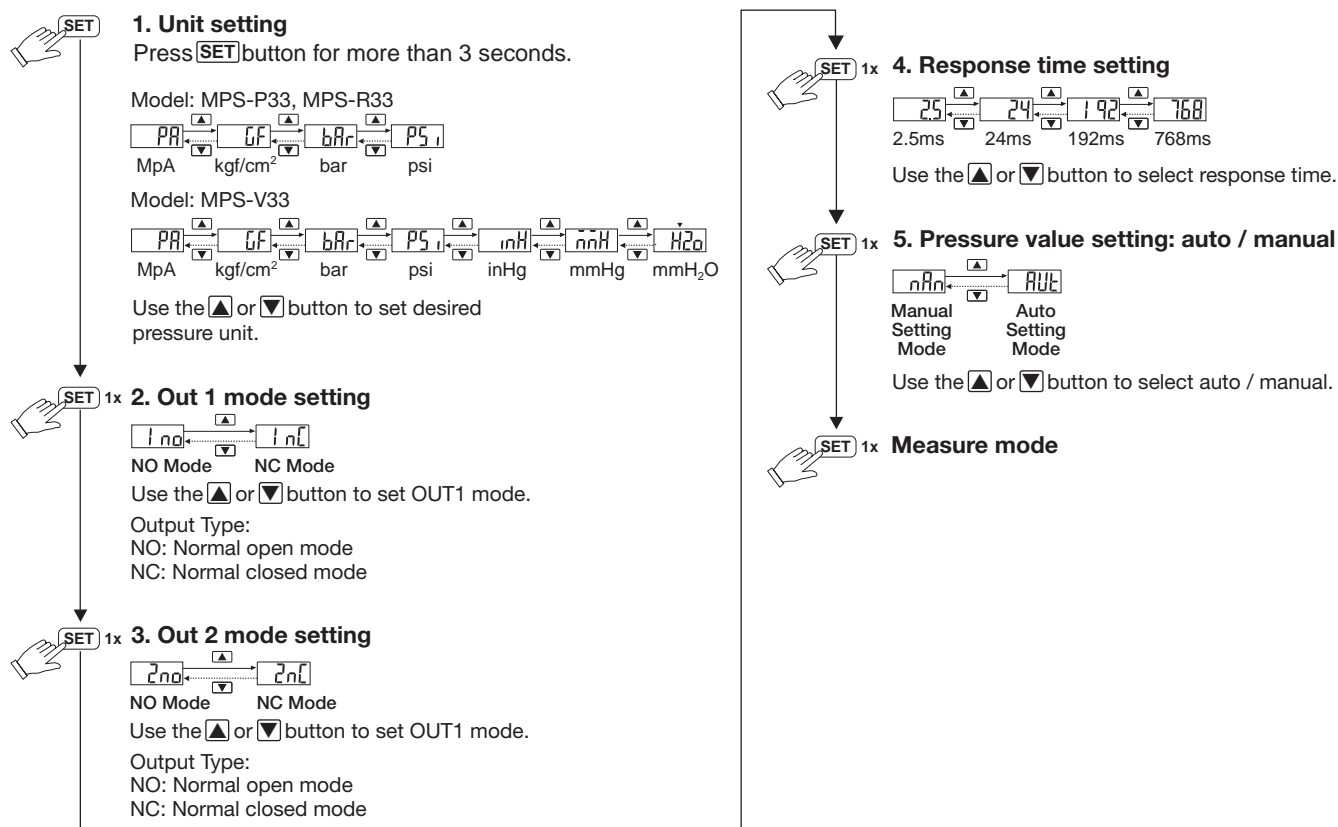 SET
1. Unit setting
Press SET button for more than 3 seconds.
Model: MPS-P33, MPS-R33
PA GF bAr PSi
▲ ▲ ▲
▼ ▼ ▼
MpA kgf/cm² bar psi
Model: MPS-V33
PA GF bAr PSi inH mmH H2o
▲ ▲ ▲ ▲ ▲ ▲
▼ ▼ ▼ ▼ ▼ ▼
MpA kgf/cm² bar psi inHg mmHg mmH₂O
Use the ▲ or ▼ button to set desired
pressure unit.
SET 1x 2. Out 1 mode setting
1no ▲ ▼ 1nC
NO Mode NC Mode
Use the ▲ or ▼ button to set OUT1 mode.
Output Type:
NO: Normal open mode
NC: Normal closed mode
SET 1x 3. Out 2 mode setting
2no ▲ ▼ 2nC
NO Mode NC Mode
Use the ▲ or ▼ button to set OUT1 mode.
Output Type:
NO: Normal open mode
NC: Normal closed mode
SET 1x 4. Response time setting
2.5 24 192 768
▲ ▲ ▲
▼ ▼ ▼
2.5ms 24ms 192ms 768ms
Use the ▲ or ▼ button to select response time.
SET 1x 5. Pressure value setting: auto / manual
nAn ▲ ▼ AUt
Manual Auto
Setting Setting
Mode Mode
Use the ▲ or ▼ button to select auto / manual.
SET 1x Measure mode